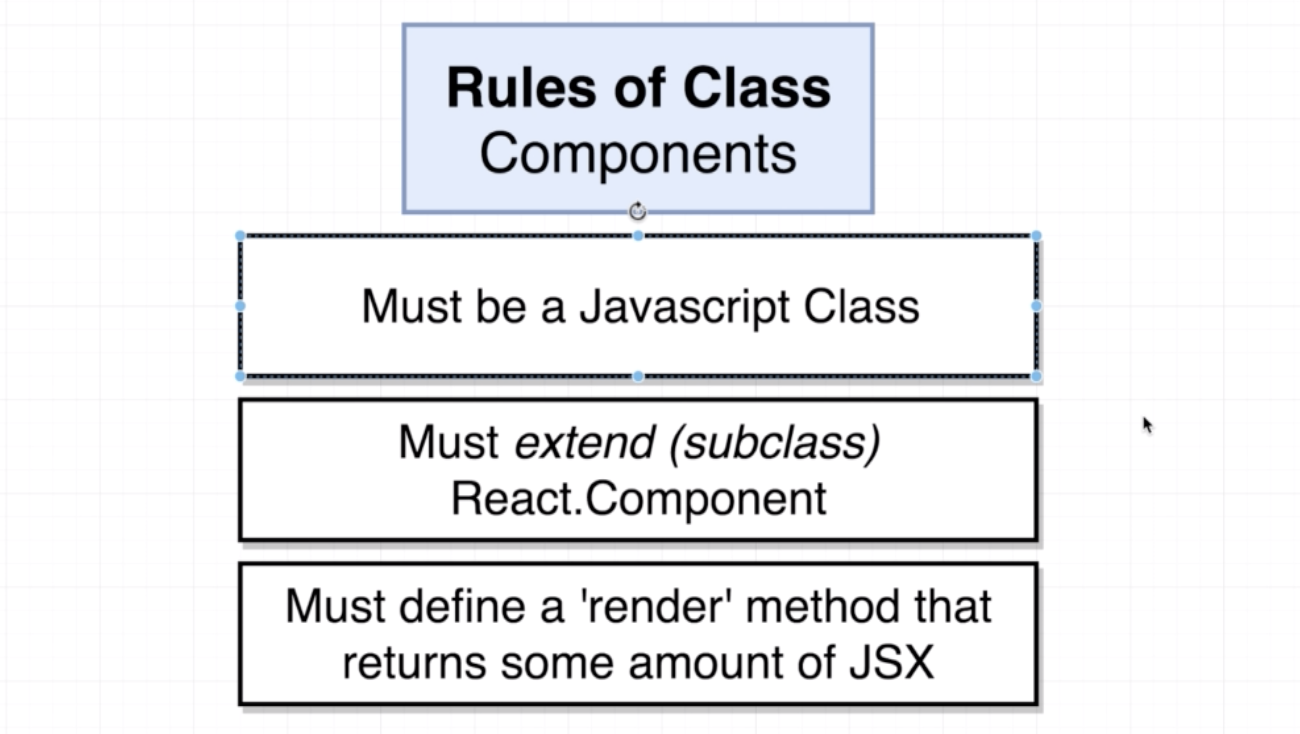 Rules of Class
Components
Must be a Javascript Class
Must extend (subclass)
React.Component
Must define a 'render' method that
returns some amount of JSX